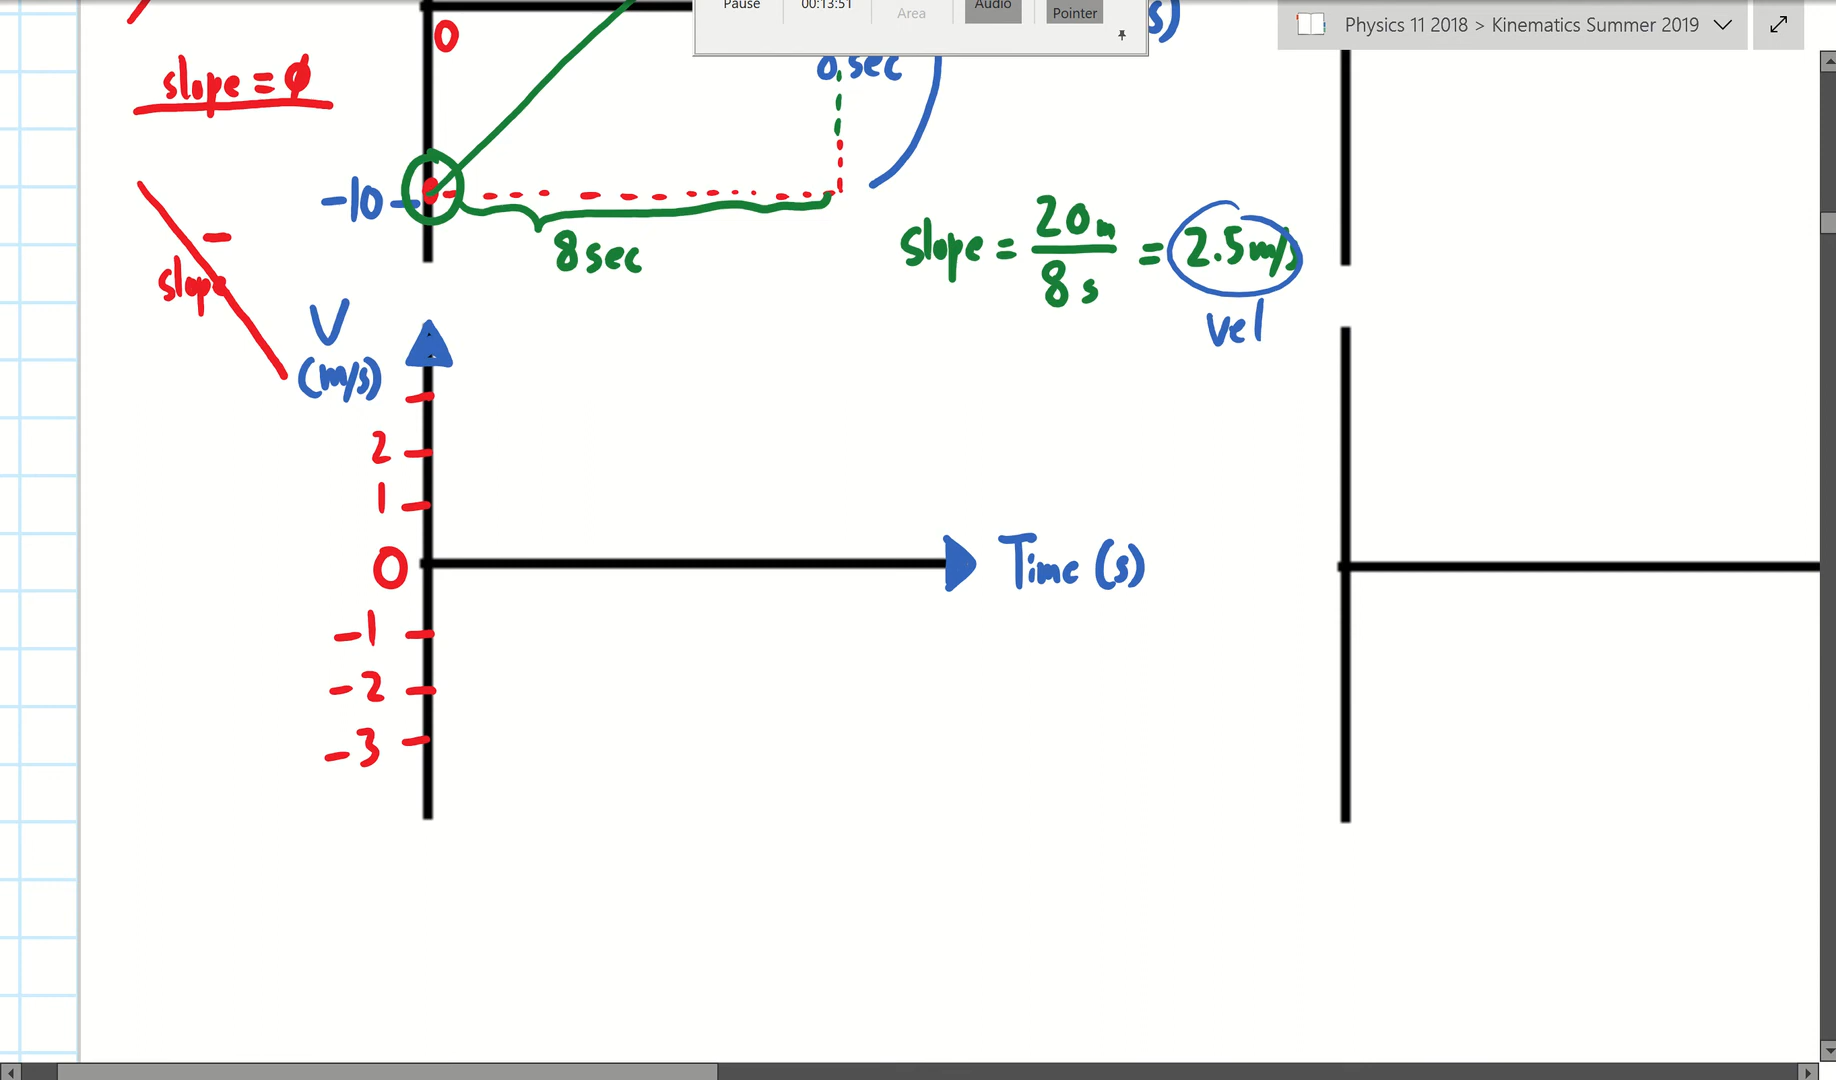 Pause
00:13:51
Area
Audio
Pointer
Physics 11 2018 > Kinematics Summer 2019
s)
0
slope = 0
sec
-10
8 sec
slope = 20m / 8 s = 2.5 m/s
vel
-
slope
V
(m/s)
2
1
0
Time (s)
-1
-2
-3